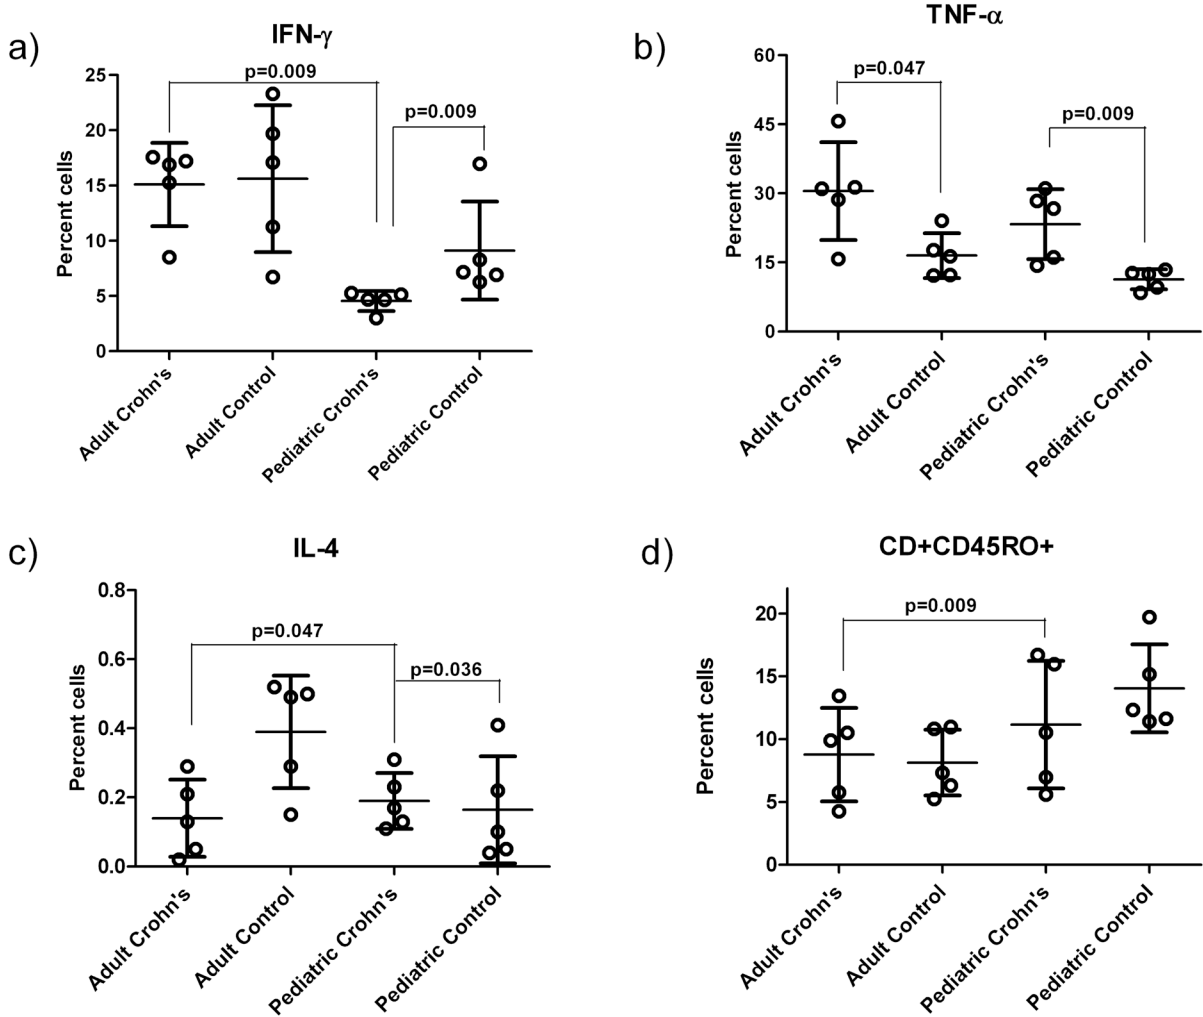 a)
IFN-γ
Percent cells
25
20
15
10
5
0
p=0.009
p=0.009
Adult Crohn's
Adult Control
Pediatric Crohn's
Pediatric Control
b)
TNF-α
Percent cells
60
45
30
15
0
p=0.047
p=0.009
Adult Crohn's
Adult Control
Pediatric Crohn's
Pediatric Control
c)
IL-4
Percent cells
0.8
0.6
0.4
0.2
0.0
p=0.047
p=0.036
Adult Crohn's
Adult Control
Pediatric Crohn's
Pediatric Control
d)
CD+CD45RO+
Percent cells
20
15
10
5
0
p=0.009
Adult Crohn's
Adult Control
Pediatric Crohn's
Pediatric Control